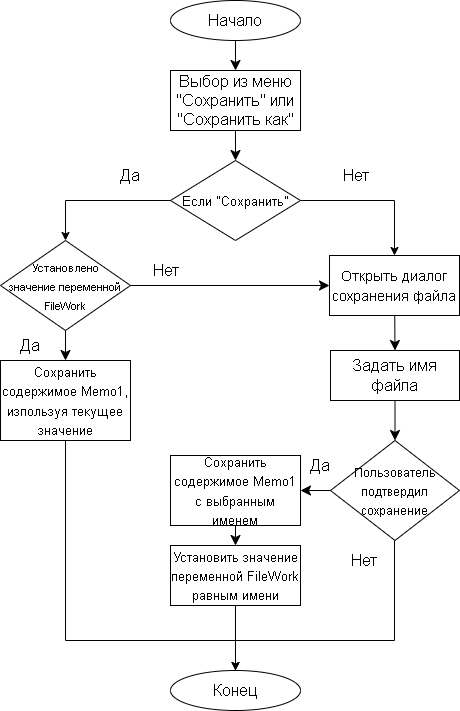 Начало
Выбор из меню
"Сохранить" или
"Сохранить как"
Да
Нет
Если "Сохранить"
Установлено
значение переменной
FileWork
Нет
Открыть диалог
сохранения файла
Да
Сохранить
содержимое Memo1,
изпользуя текущее
значение
Задать имя
файла
Да
Пользователь
подтвердил
сохранение
Сохранить
содержимое Memo1
с выбранным
именем
Нет
Установить значение
переменной FileWork
равным имени
Конец